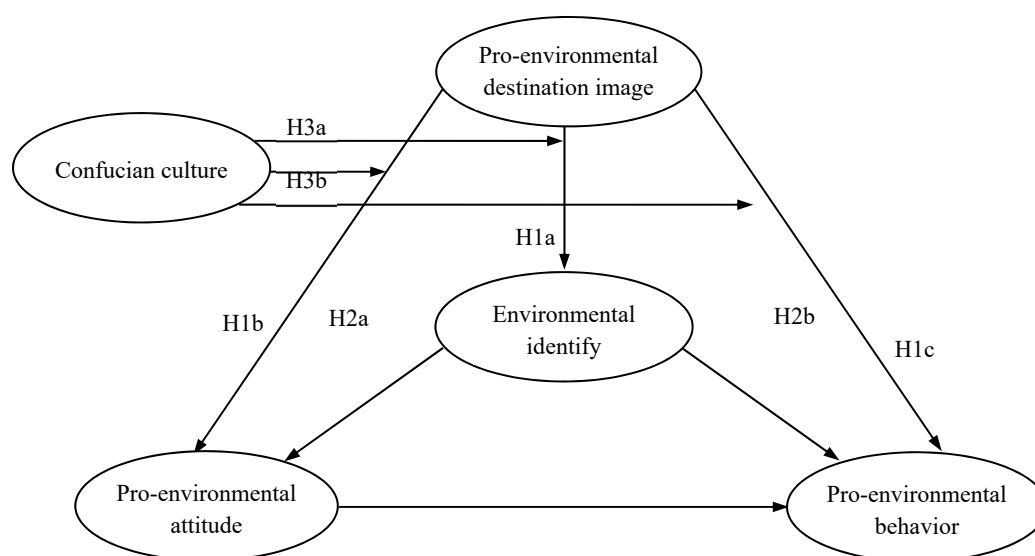 Pro-environmental
destination image
H3a
Confucian culture
H3b
H1a
Environmental
identify
H1b
H2a
H2b
H1c
Pro-environmental
attitude
Pro-environmental
behavior